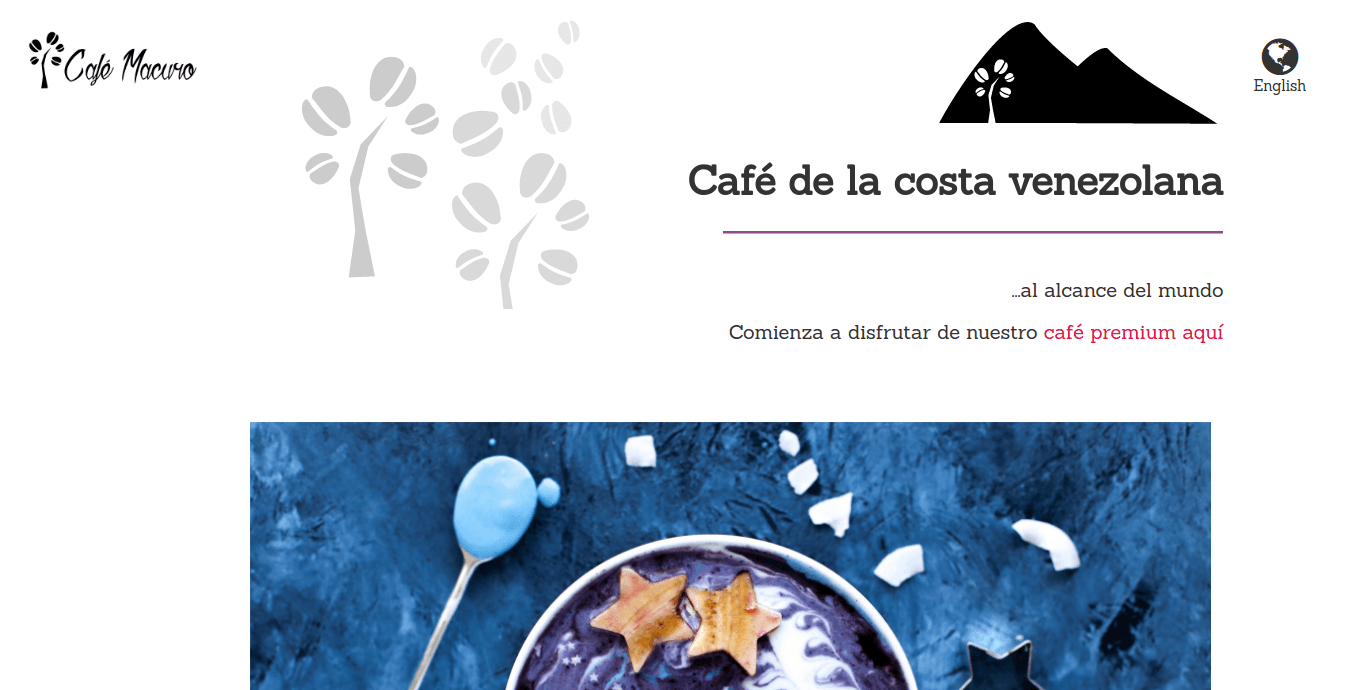 Café Macuro
English
Café de la costa venezolana
...al alcance del mundo
Comienza a disfrutar de nuestro café premium aquí